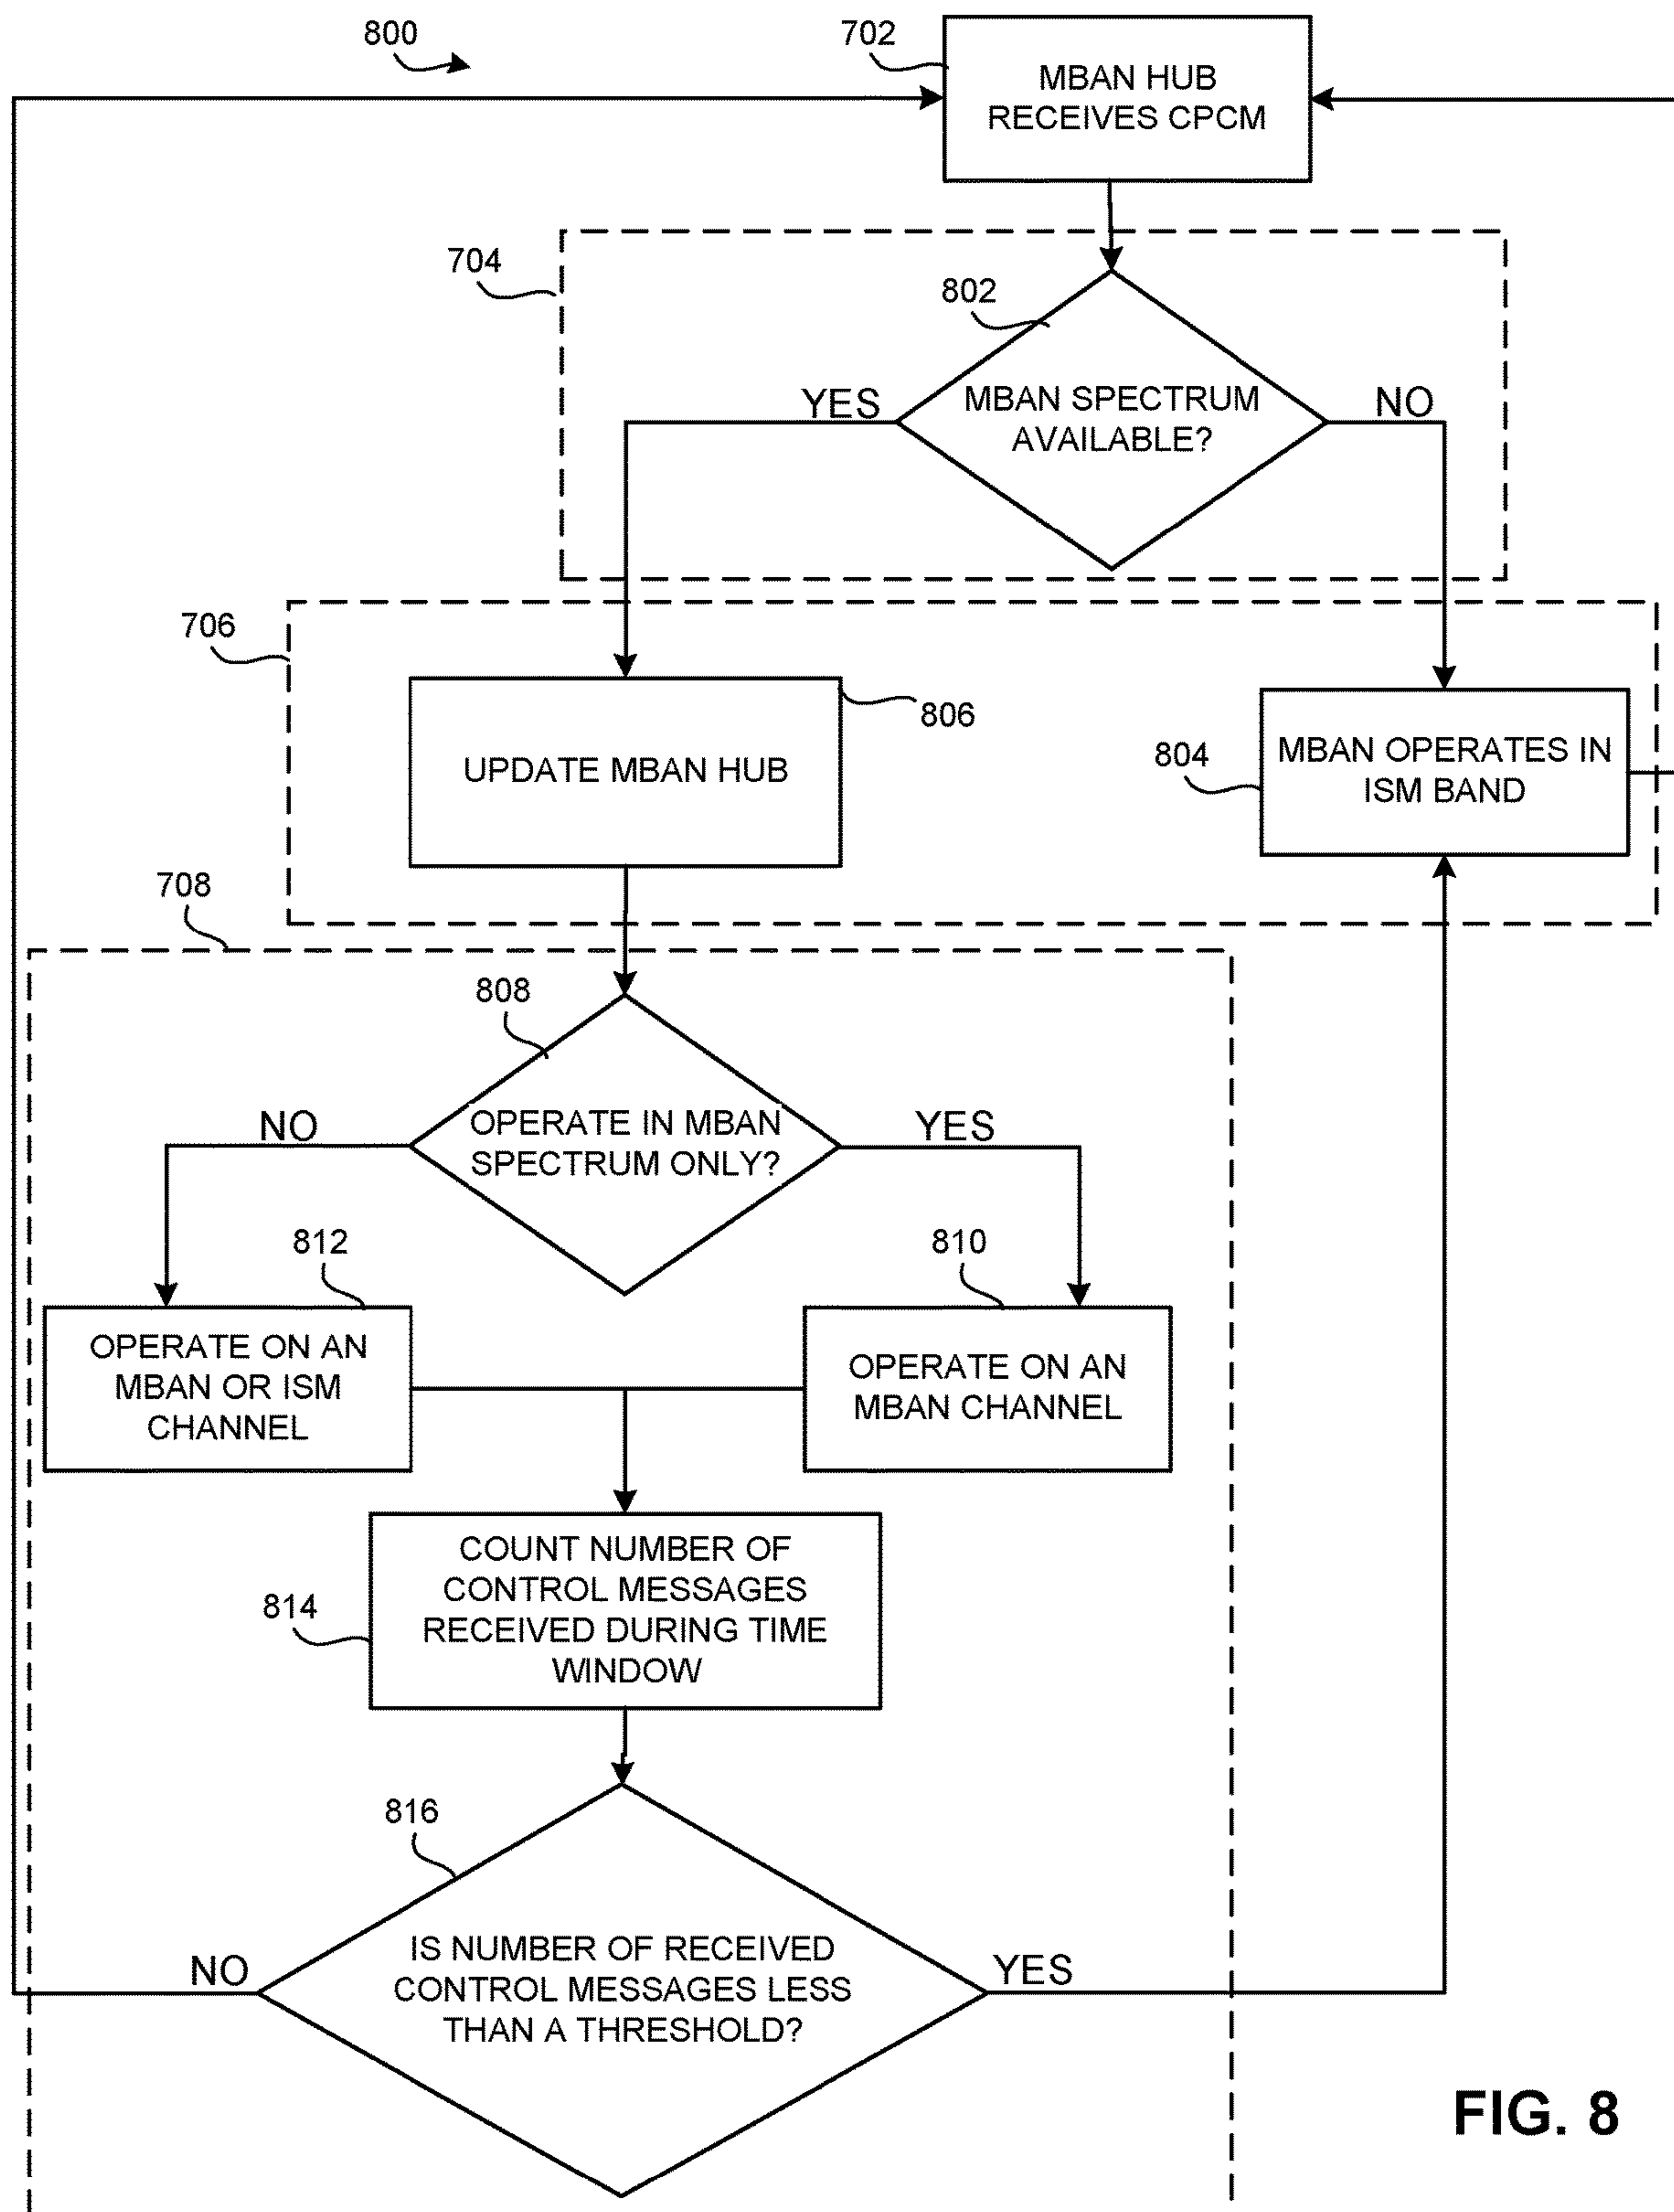 800
702
MBAN HUB
RECEIVES CPCM
704
802
MBAN SPECTRUM
AVAILABLE?
YES
NO
706
UPDATE MBAN HUB
806
804
MBAN OPERATES IN
ISM BAND
708
808
OPERATE IN MBAN
SPECTRUM ONLY?
NO
YES
812
OPERATE ON AN
MBAN OR ISM
CHANNEL
810
OPERATE ON AN
MBAN CHANNEL
814
COUNT NUMBER OF
CONTROL MESSAGES
RECEIVED DURING TIME
WINDOW
816
IS NUMBER OF RECEIVED
CONTROL MESSAGES LESS
THAN A THRESHOLD?
NO
YES
FIG. 8